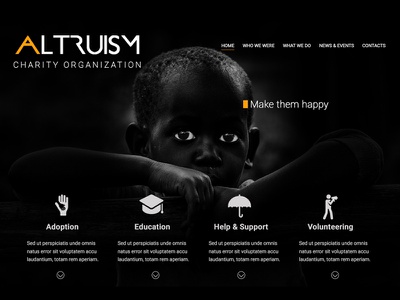 ALTRUISM
CHARITY ORGANIZATION
HOME WHO WE WERE WHAT WE DO NEWS & EVENTS CONTACTS
Make them happy
Adoption
Sed ut perspiciatis unde omnis
natus error sit voluptatem accu
laudantium, totam rem aperiam.
Education
Sed ut perspiciatis unde omnis
natus error sit voluptatem accu
laudantium, totam rem aperiam.
Help & Support
Sed ut perspiciatis unde omnis
natus error sit voluptatem accu
laudantium, totam rem aperiam.
Volunteering
Sed ut perspiciatis unde omnis
natus error sit voluptatem accu
laudantium, totam rem aperiam.